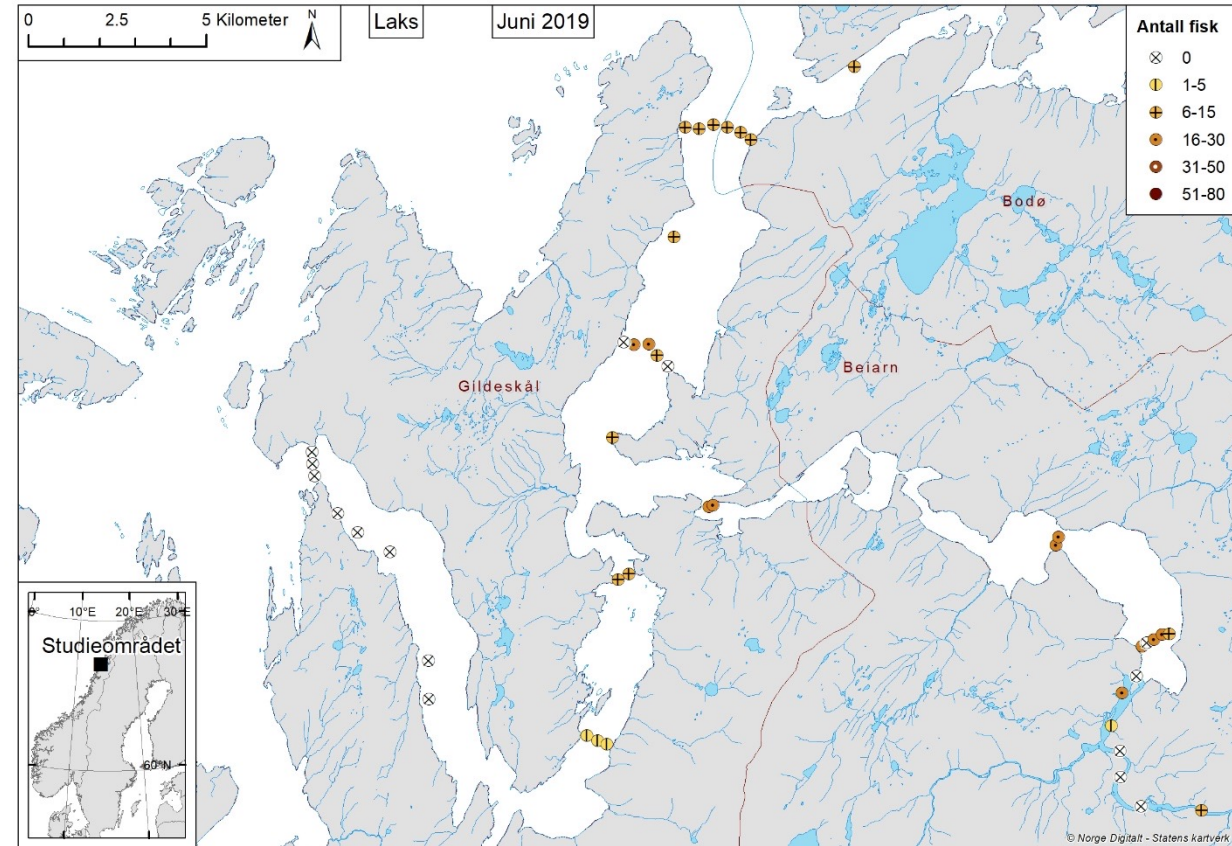 0 2.5 5 Kilometer
N
Laks
Juni 2019
Antall fisk
0
1-5
6-15
16-30
31-50
51-80
Bodø
Beiarn
Gildeskål
0° 10°E 20°E 30°E
Studieområdet
60°N
© Norge Digitalt - Statens kartverk